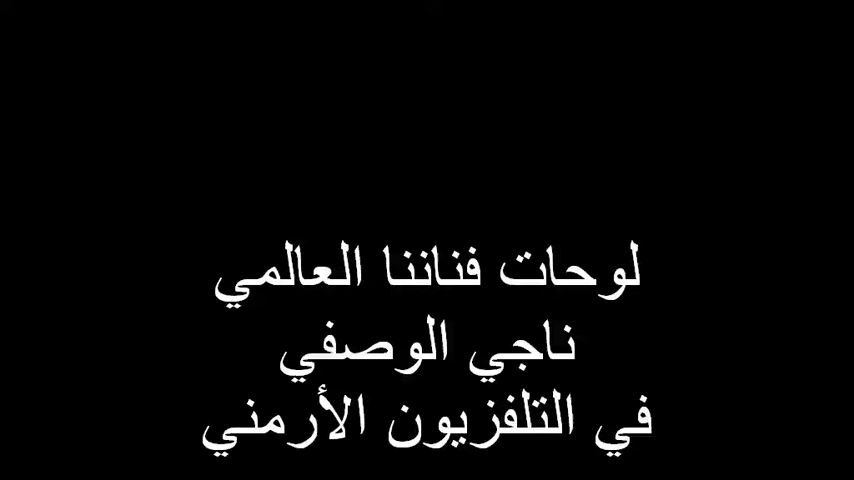 لوحات فناننا العالمي
ناجي الوصفي
في التلفزيون الأرمني